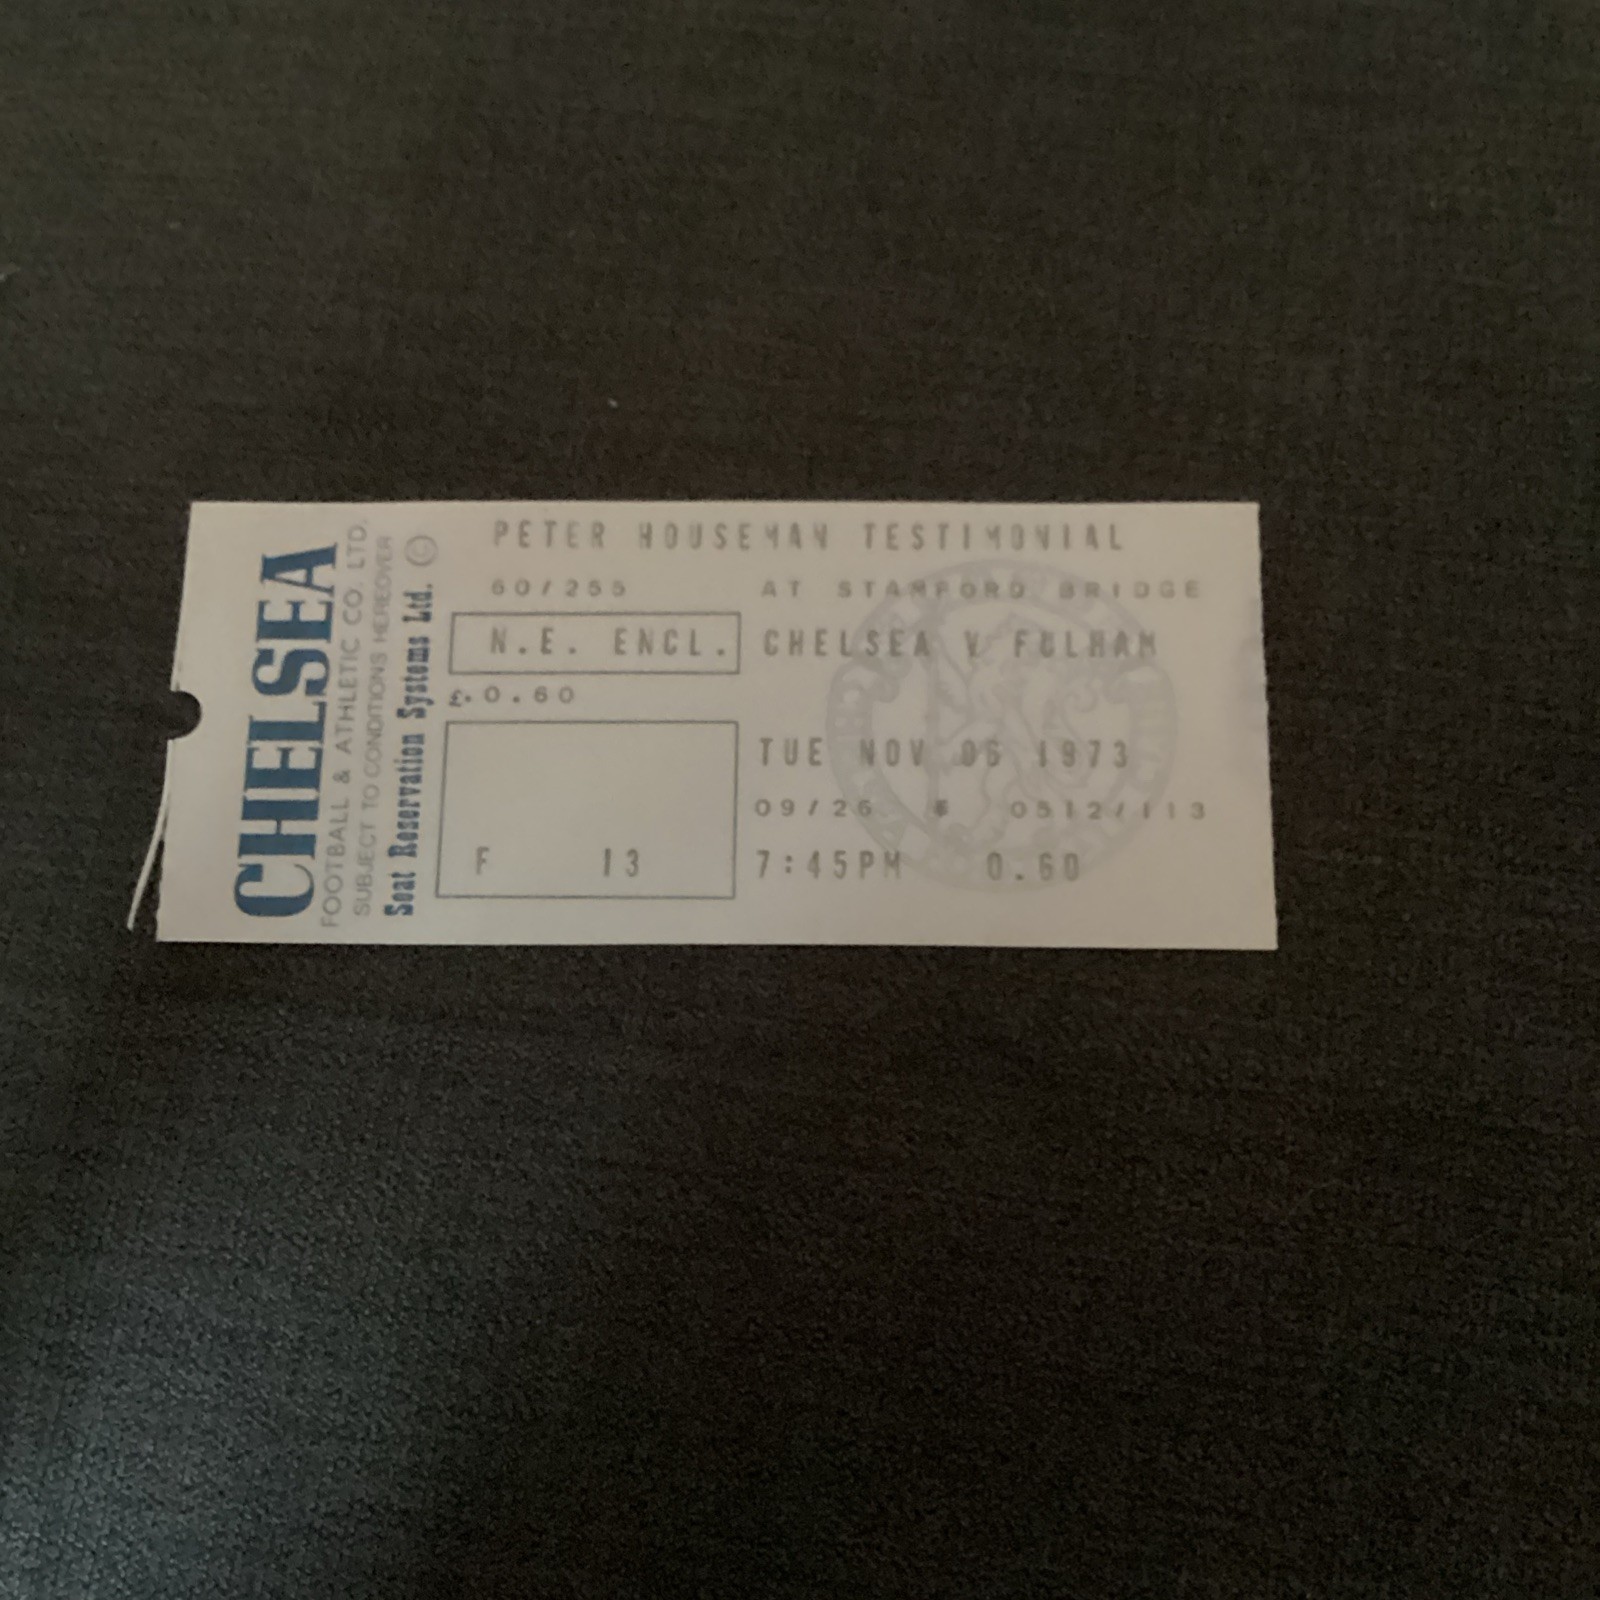 CHELSEA
FOOTBALL & ATHLETIC CO. LTD.
SUBJECT TO CONDITIONS HEREOVER
Seat Reservation Systems Ltd. ©
PETER HOUSEMAN TESTIMONIAL
60/255 AT STAMFORD BRIDGE
N.E. ENCL. CHELSEA V FULHAM
£.0.60
TUE NOV 06 1973
09/26 0512/113
F 13 7:45PM 0.60